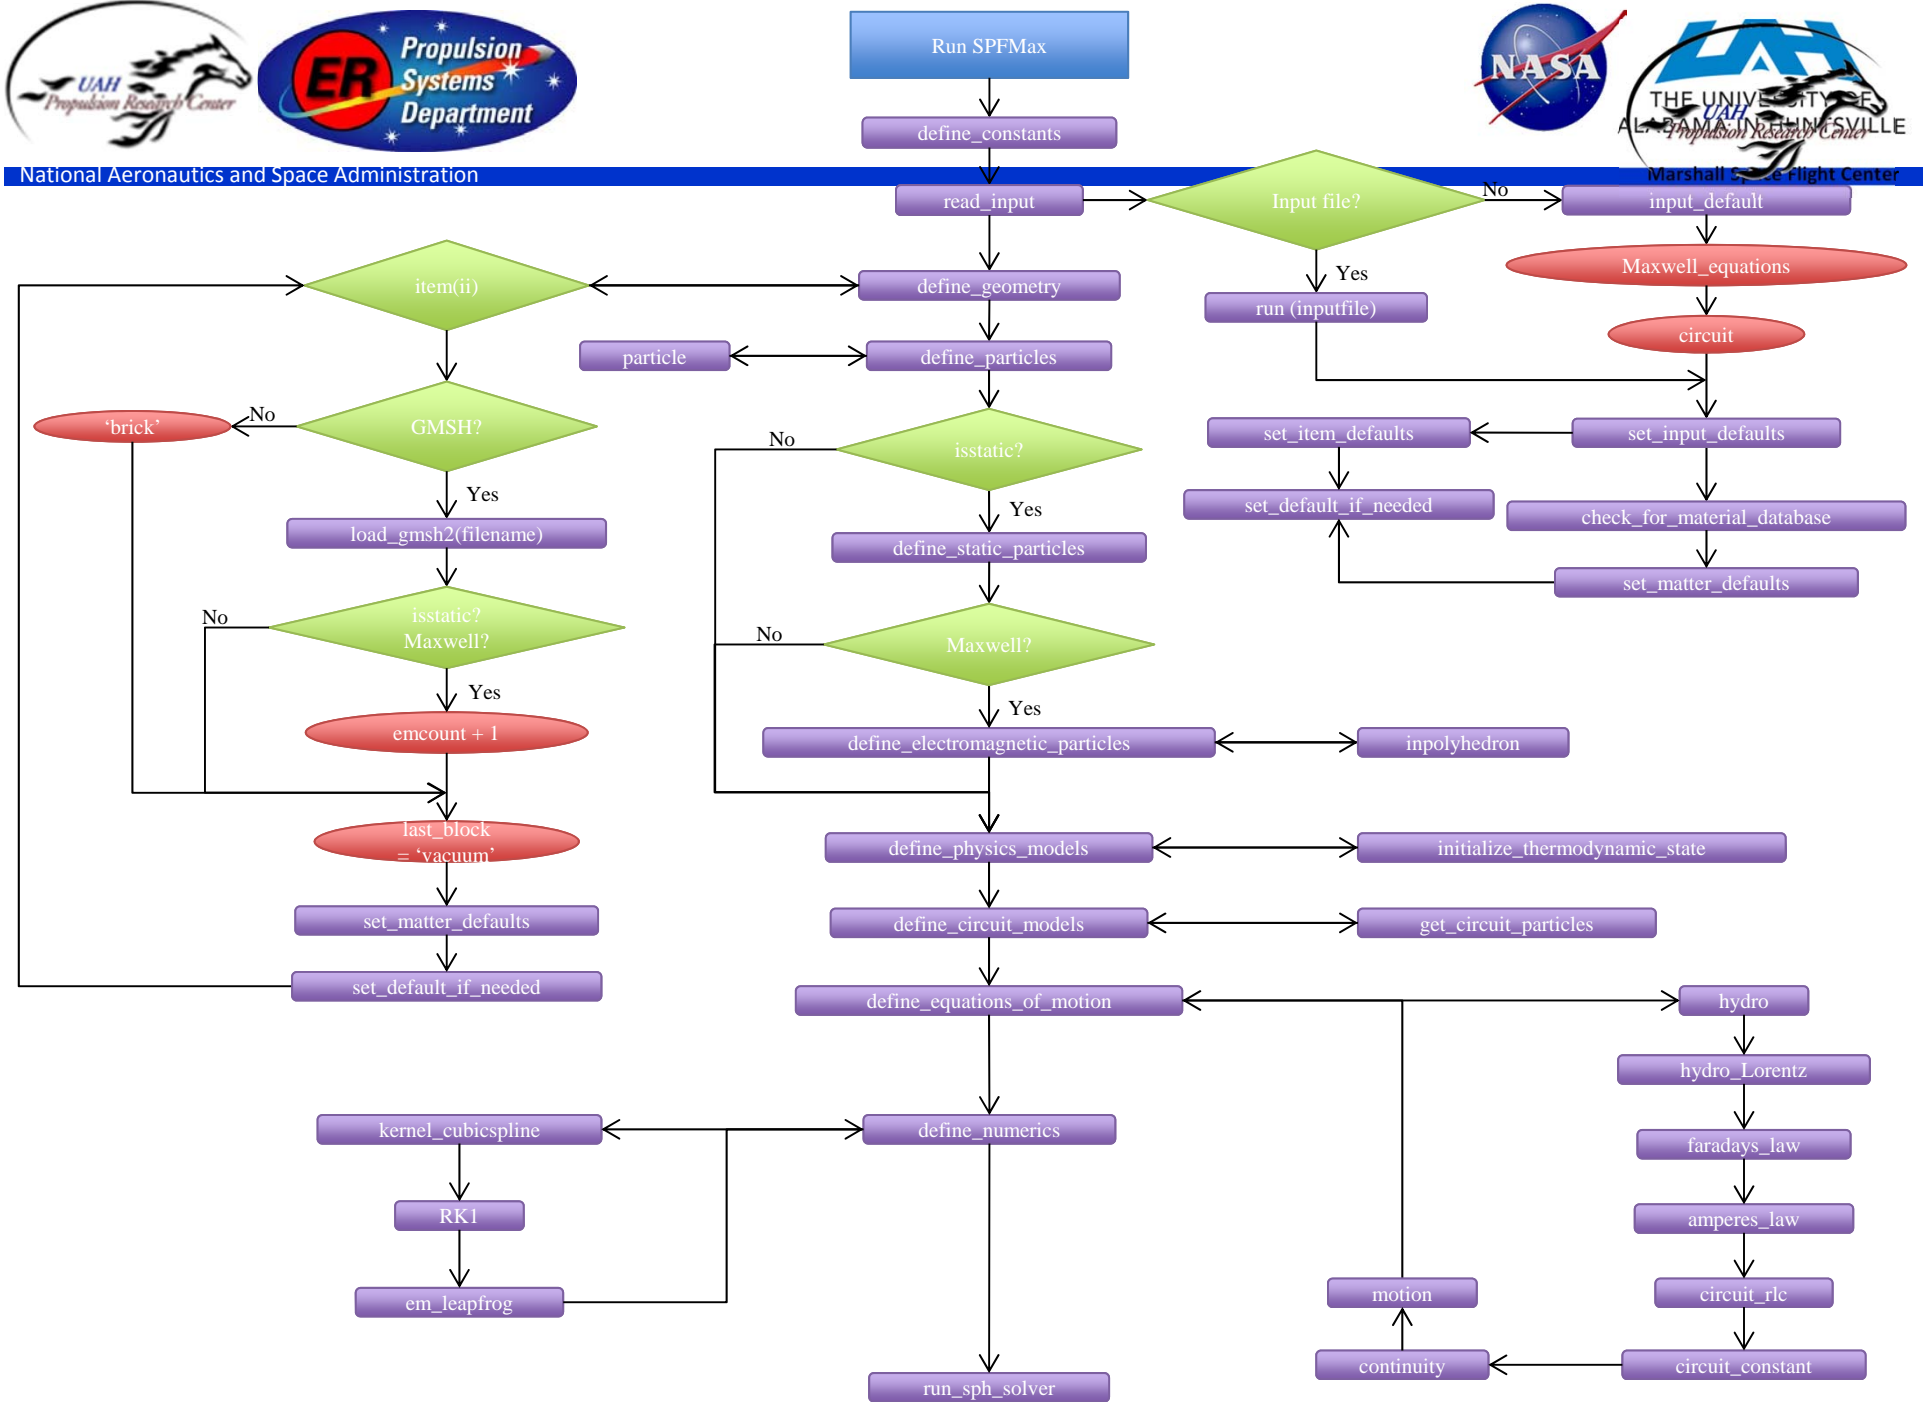 UAH
Propulsion Research Center
ER
Propulsion
Systems
Department
Run SPFMax
NASA
THE UNIVERSITY OF
ALABAMA IN HUNTSVILLE
UAH
Propulsion Research Center
National Aeronautics and Space Administration
Marshall Space Flight Center
define_constants
read_input
Input file?
No
input_default
Yes
Maxwell_equations
run (inputfile)
circuit
item(ii)
define_geometry
particle
define_particles
'brick'
No
GMSH?
Yes
No
isstatic?
Yes
set_item_defaults
set_input_defaults
set_default_if_needed
check_for_material_database
set_matter_defaults
load_gmsh2(filename)
define_static_particles
No
isstatic?
Maxwell?
Yes
No
Maxwell?
Yes
emcount + 1
define_electromagnetic_particles
inpolyhedron
last_block
= ‘vacuum’
define_physics_models
initialize_thermodynamic_state
set_matter_defaults
define_circuit_models
get_circuit_particles
set_default_if_needed
define_equations_of_motion
hydro
hydro_Lorentz
kernel_cubicspline
define_numerics
faradays_law
RK1
amperes_law
em_leapfrog
motion
circuit_rlc
continuity
circuit_constant
run_sph_solver